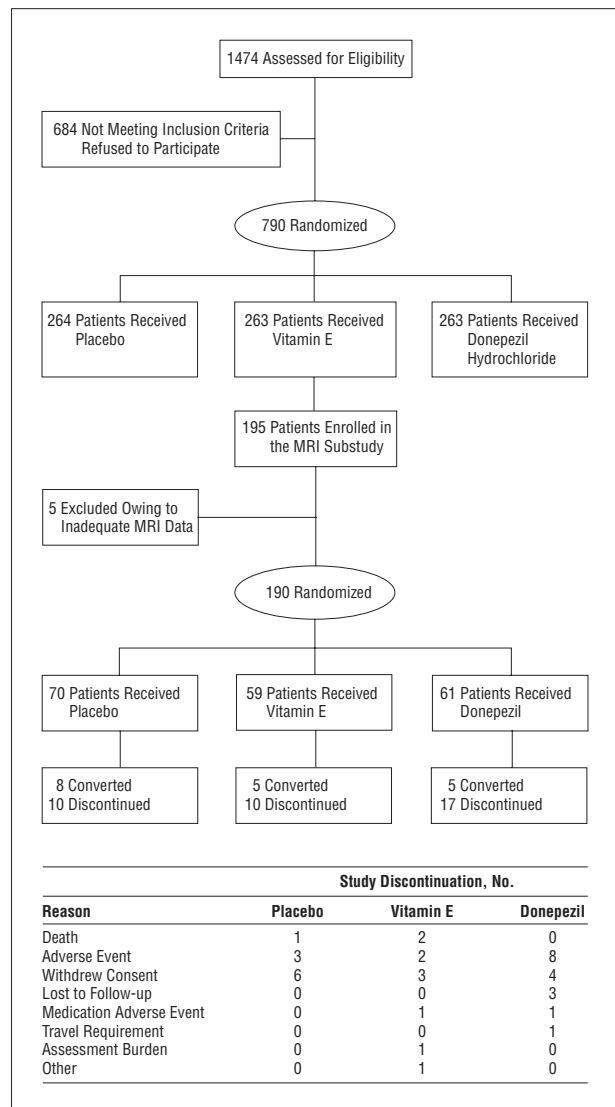 1474 Assessed for Eligibility
684 Not Meeting Inclusion Criteria
Refused to Participate
790 Randomized
264 Patients Received
Placebo
263 Patients Received
Vitamin E
263 Patients Received
Donepezil
Hydrochloride
195 Patients Enrolled in
the MRI Substudy
5 Excluded Owing to
Inadequate MRI Data
190 Randomized
70 Patients Received
Placebo
59 Patients Received
Vitamin E
61 Patients Received
Donepezil
8 Converted
10 Discontinued
5 Converted
10 Discontinued
5 Converted
17 Discontinued
Study Discontinuation, No.
Reason Placebo Vitamin E Donepezil
Death 1 2 0
Adverse Event 3 2 8
Withdrew Consent 6 3 4
Lost to Follow-up 0 0 3
Medication Adverse Event 0 1 1
Travel Requirement 0 0 1
Assessment Burden 0 1 0
Other 0 1 0